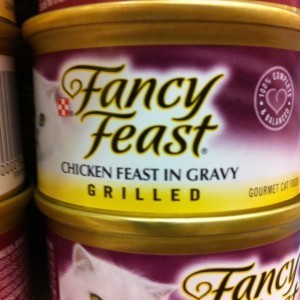 Fancy
Feast®
CHICKEN FEAST IN GRAVY
GRILLED
100% COMPLETE
& BALANCED
GOURMET CAT FOOD
Fancy